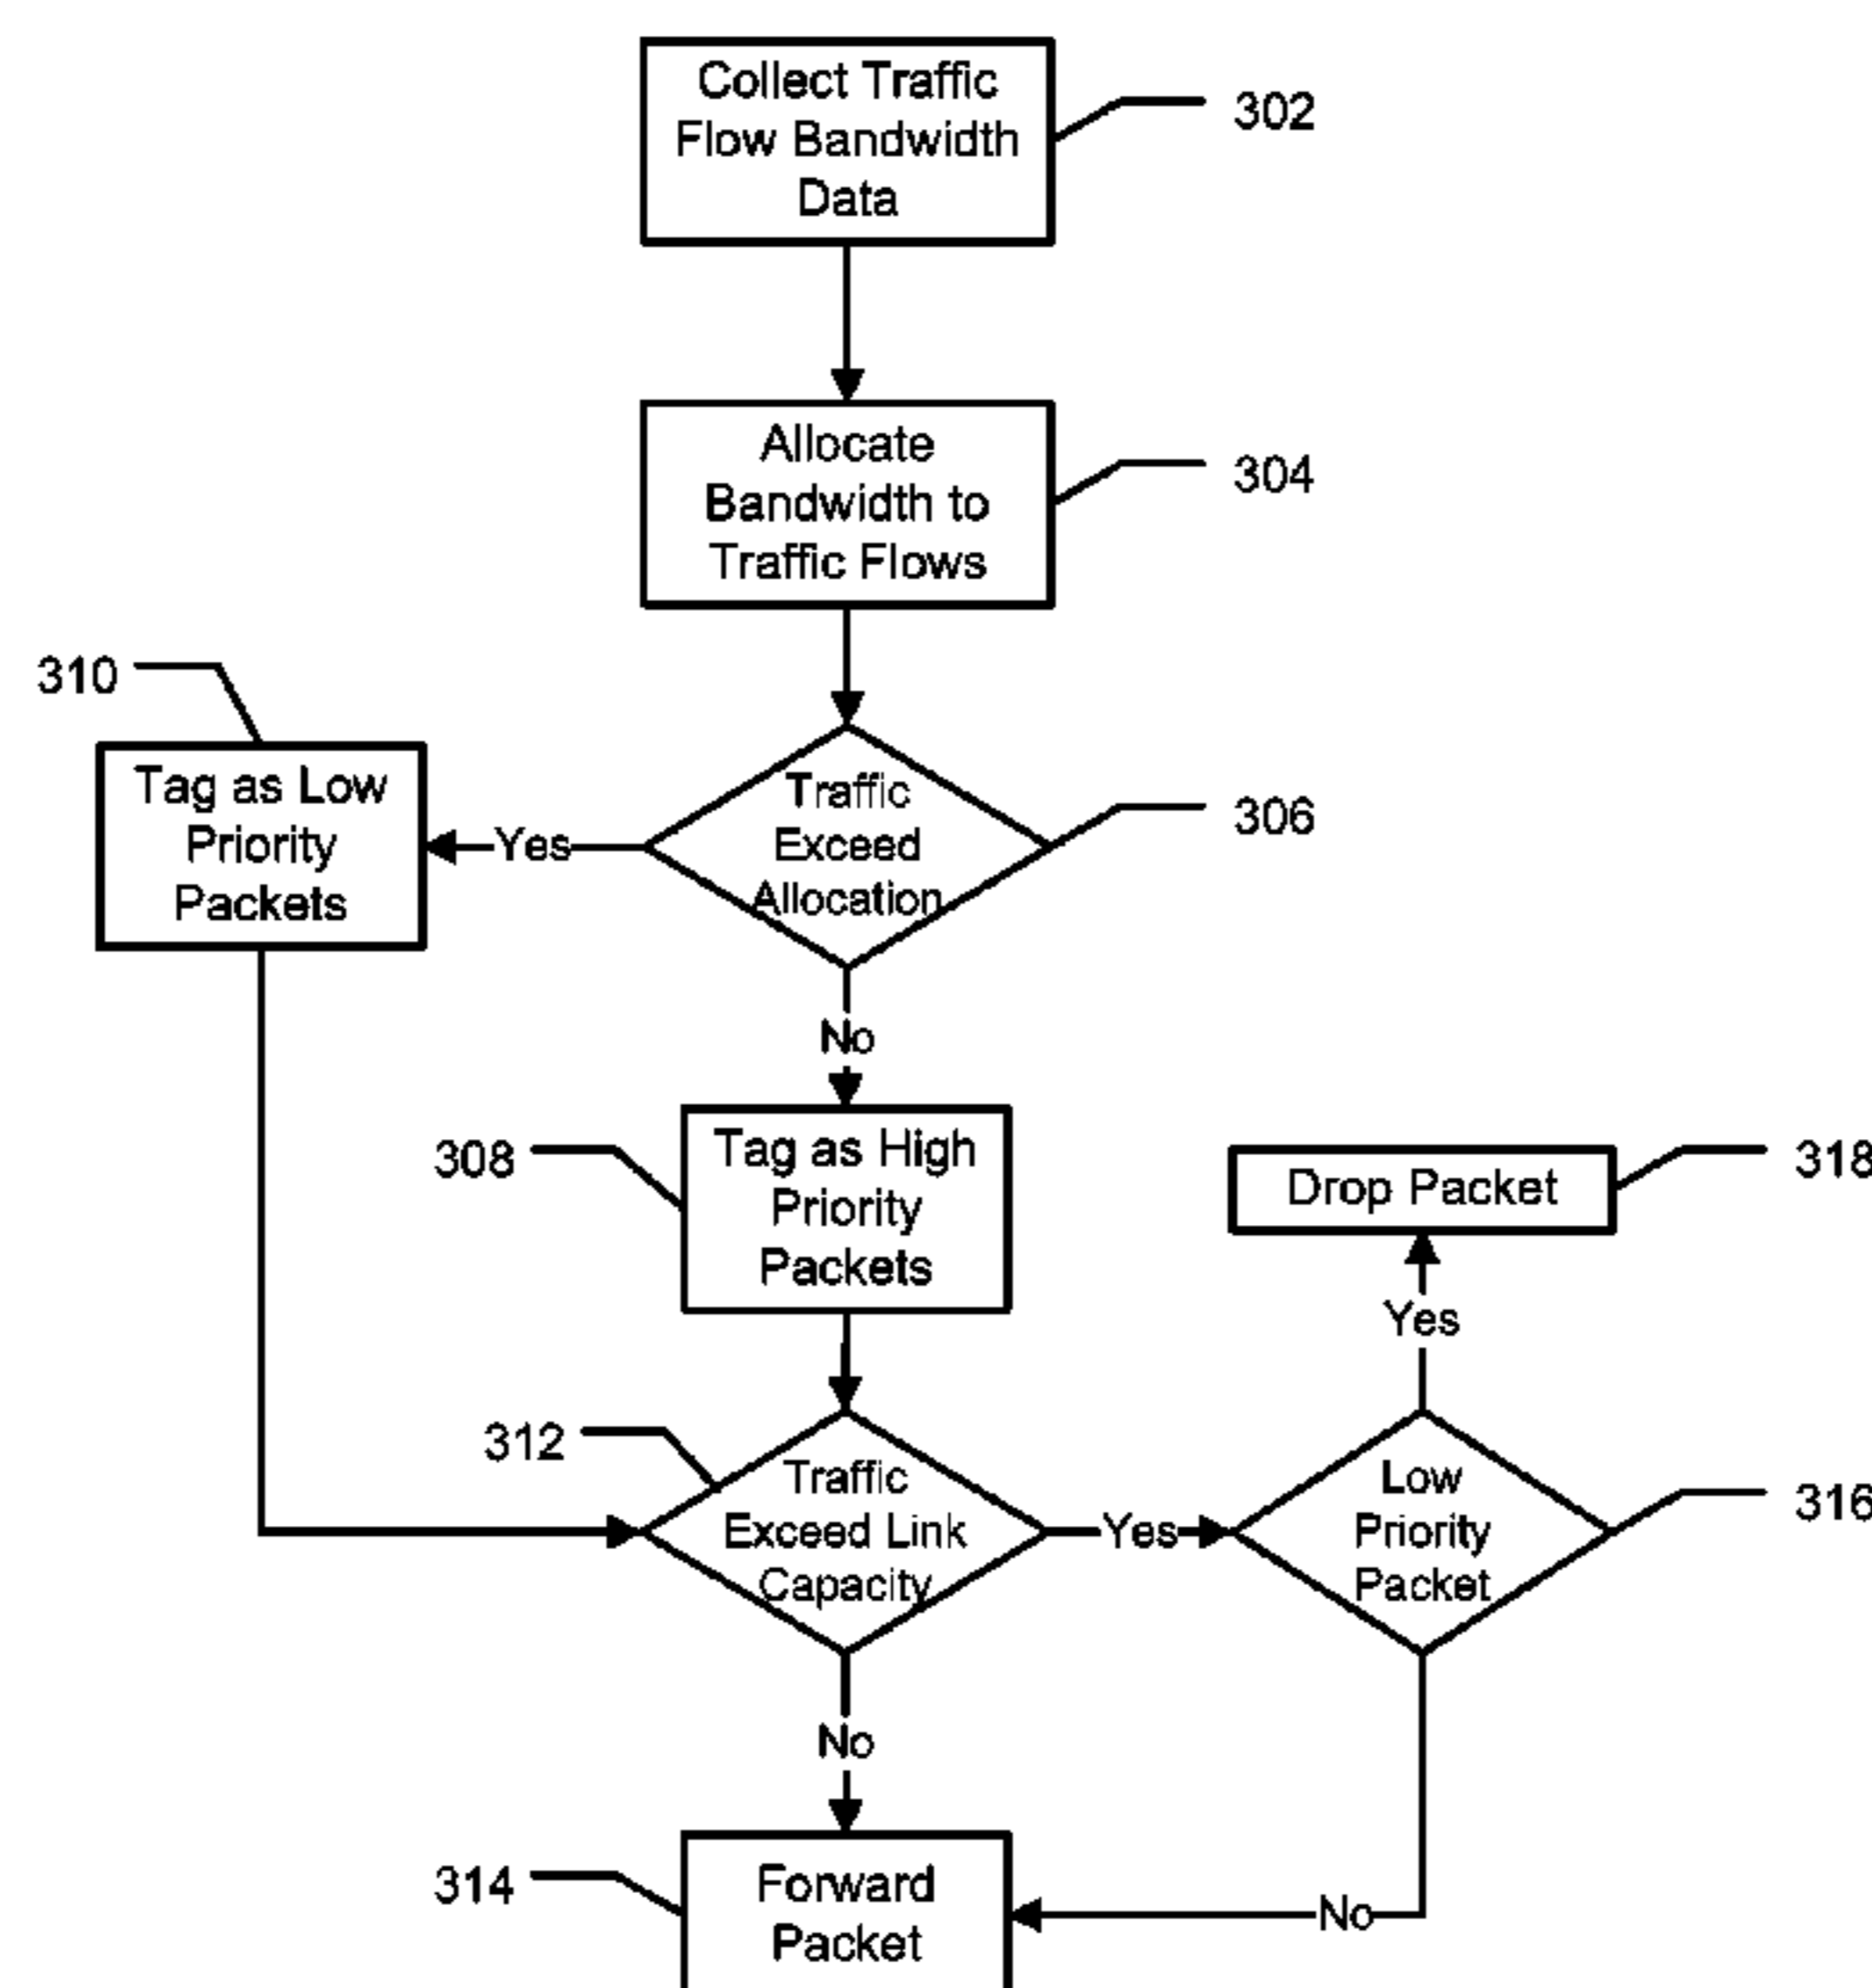 Collect Traffic
Flow Bandwidth
Data
302
Allocate
Bandwidth to
Traffic Flows
304
310
Tag as Low
Priority
Packets
Yes
Traffic
Exceed
Allocation
306
No
308
Tag as High
Priority
Packets
Drop Packet
318
Yes
312
Traffic
Exceed Link
Capacity
Yes
Low
Priority
Packet
316
No
314
Forward
Packet
No